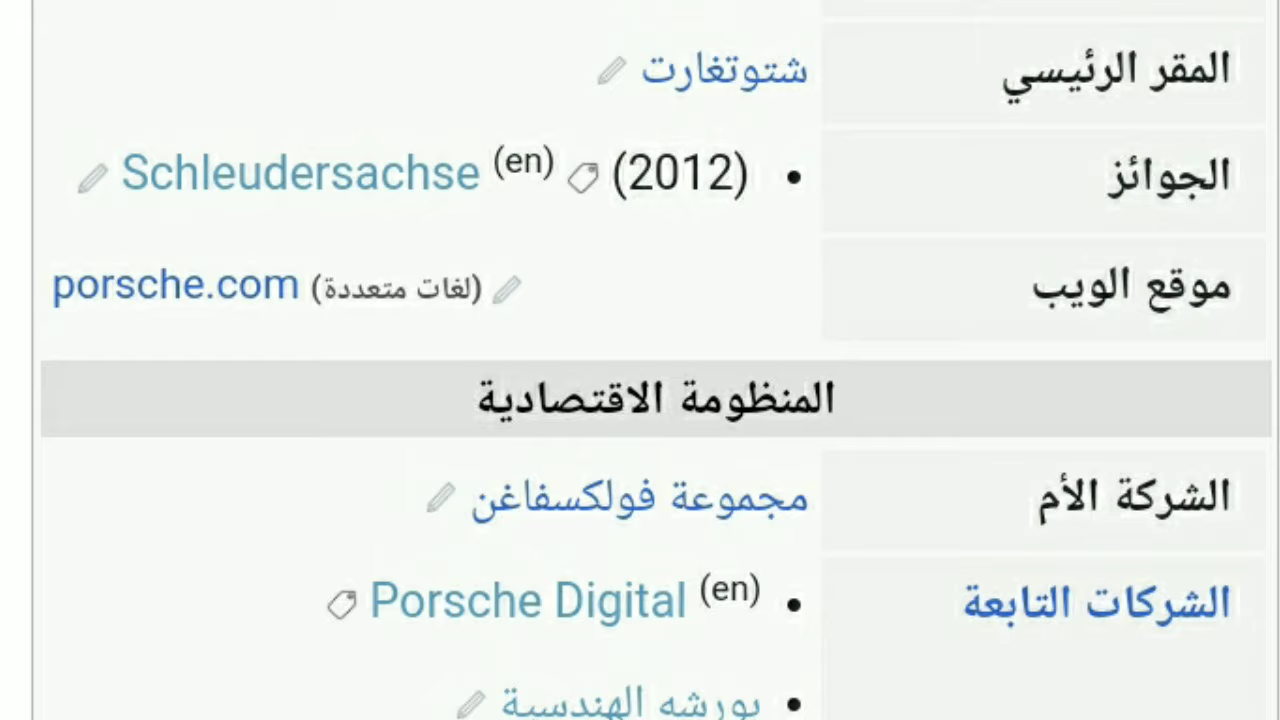 المقر الرئيسي شتوتغارت
الجوائز • Schleudersachse (en) (2012)
موقع الويب porsche.com (لغات متعددة)
المنظومة الاقتصادية
الشركة الأم مجموعة فولكسفاغن
الشركات التابعة • Porsche Digital (en)
• بورشه الهندسية